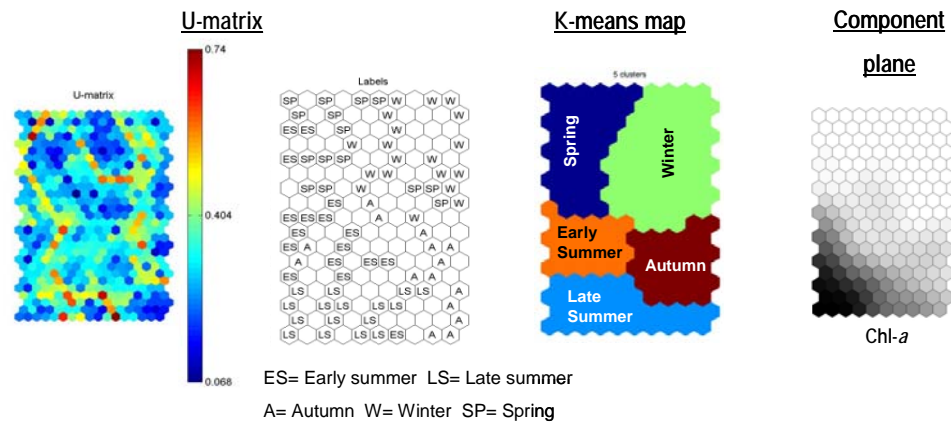 U-matrix
K-means map
Component
plane
0.74
0.404
0.068
U-matrix
Labels
SP SP SP SP W W W
SP SP W W
ES ES SP W
W W W
ES SP SP SP W
W W W W
SP SP SP SP W
ES A SP W
ES ES ES A W
ES A
ES A ES A A
A ES ES ES A
ES ES A A
LS LS LS LS A
LS LS LS LS LS A
LS LS LS A
LS LS LS LS ES A A
5 clusters
Spring
Winter
Early
Summer
Autumn
Late
Summer
Chl-a
ES= Early summer LS= Late summer
A= Autumn W= Winter SP= Spring